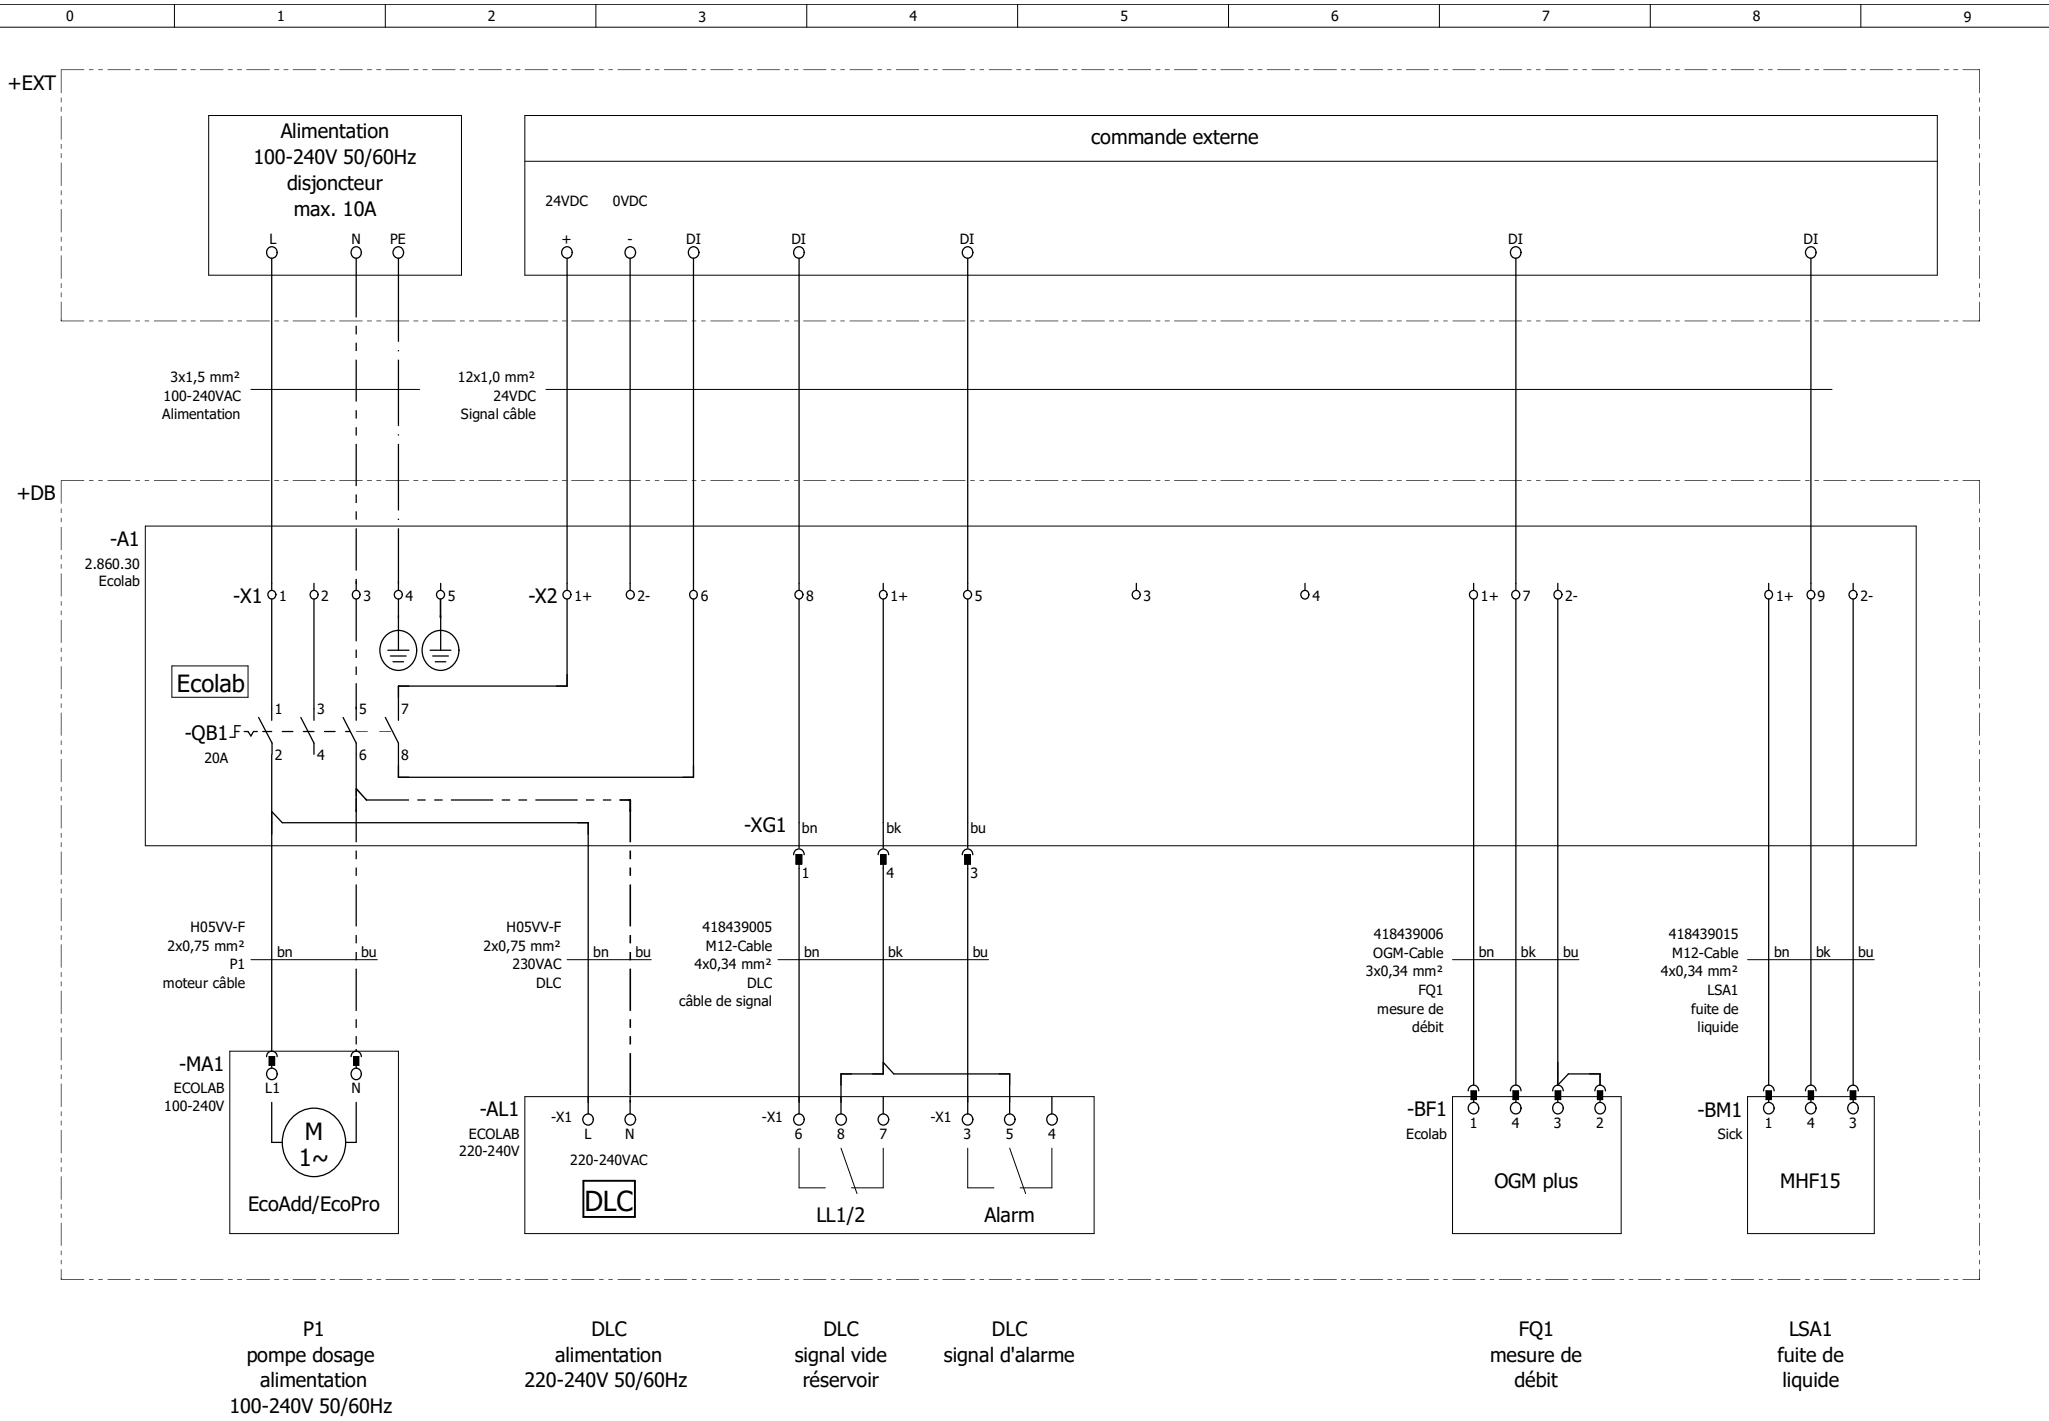 0 1 2 3 4 5 6 7 8 9
+EXT
Alimentation
100-240V 50/60Hz
disjoncteur
max. 10A
L N PE
commande externe
24VDC 0VDC
+ - DI DI DI DI DI
3x1,5 mm²
100-240VAC
Alimentation
12x1,0 mm²
24VDC
Signal câble
+DB
-A1
2.860.30
Ecolab
-X1 1 2 3 4 5 -X2 1+ 2- 6 8 1+ 5 3 4 1+ 7 2- 1+ 9 2-
Ecolab
1 3 5 7
-QB1
20A
2 4 6 8
-XG1 bn bk bu
1 4 3
H05VV-F
2x0,75 mm²
P1
moteur câble
bn bu
H05VV-F
2x0,75 mm²
230VAC
DLC
bn bu
418439005
M12-Cable
4x0,34 mm²
DLC
câble de signal
bn bk bu
418439006
OGM-Cable
3x0,34 mm²
FQ1
mesure de
débit
bn bk bu
418439015
M12-Cable
4x0,34 mm²
LSA1
fuite de
liquide
bn bk bu
-MA1
ECOLAB
100-240V
L1 N
M
1~
EcoAdd/EcoPro
-AL1
ECOLAB
220-240V
-X1 L N
220-240VAC
DLC
-X1 6 8 7
LL1/2
-X1 3 5 4
Alarm
-BF1
Ecolab
1 4 3 2
OGM plus
-BM1
Sick
1 4 3
MHF15
P1
pompe dosage
alimentation
100-240V 50/60Hz
DLC
alimentation
220-240V 50/60Hz
DLC
signal vide
réservoir
DLC
signal d'alarme
FQ1
mesure de
débit
LSA1
fuite de
liquide